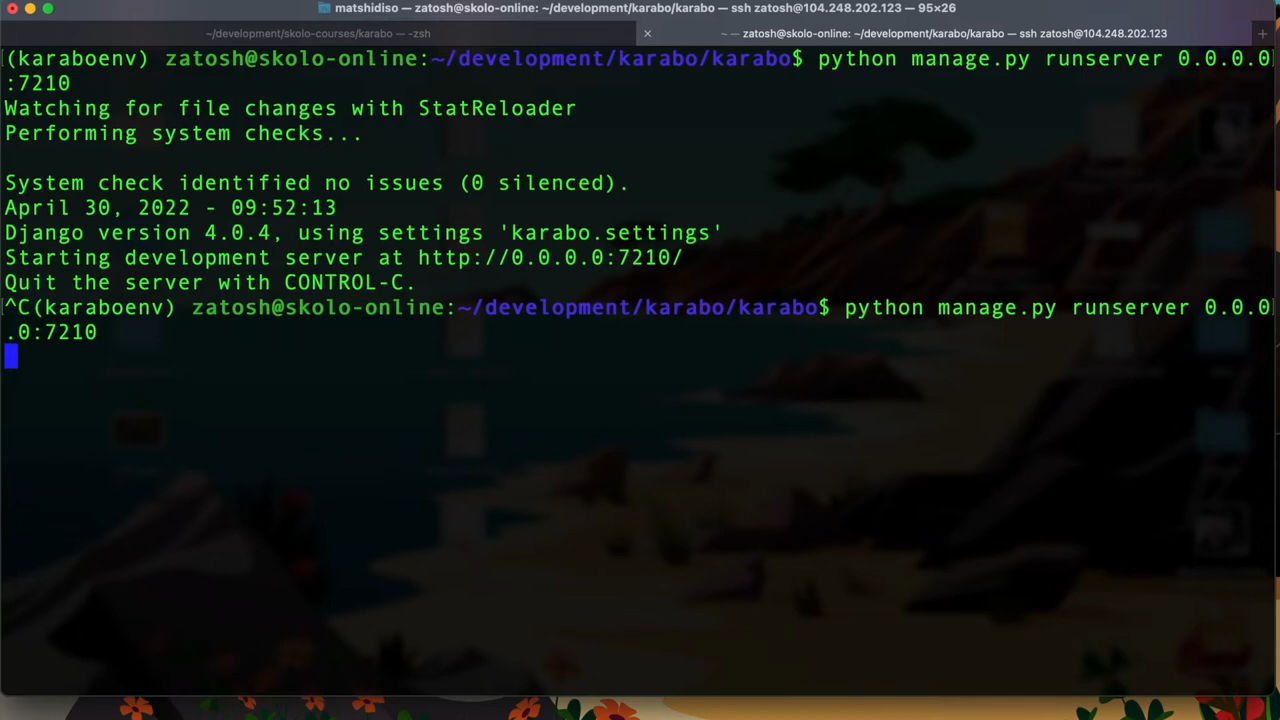 matshidiso — zatosh@skolo-online: ~/development/karabo/karabo — ssh zatosh@104.248.202.123 — 95×26
~/development/skolo-courses/karabo — -zsh
~ — zatosh@skolo-online: ~/development/karabo/karabo — ssh zatosh@104.248.202.123
(karaboenv) zatosh@skolo-online:~/development/karabo/karabo$ python manage.py runserver 0.0.0.0
:7210
Watching for file changes with StatReloader
Performing system checks...
System check identified no issues (0 silenced).
April 30, 2022 - 09:52:13
Django version 4.0.4, using settings 'karabo.settings'
Starting development server at http://0.0.0.0:7210/
Quit the server with CONTROL-C.
^C(karaboenv) zatosh@skolo-online:~/development/karabo/karabo$ python manage.py runserver 0.0.0
.0:7210